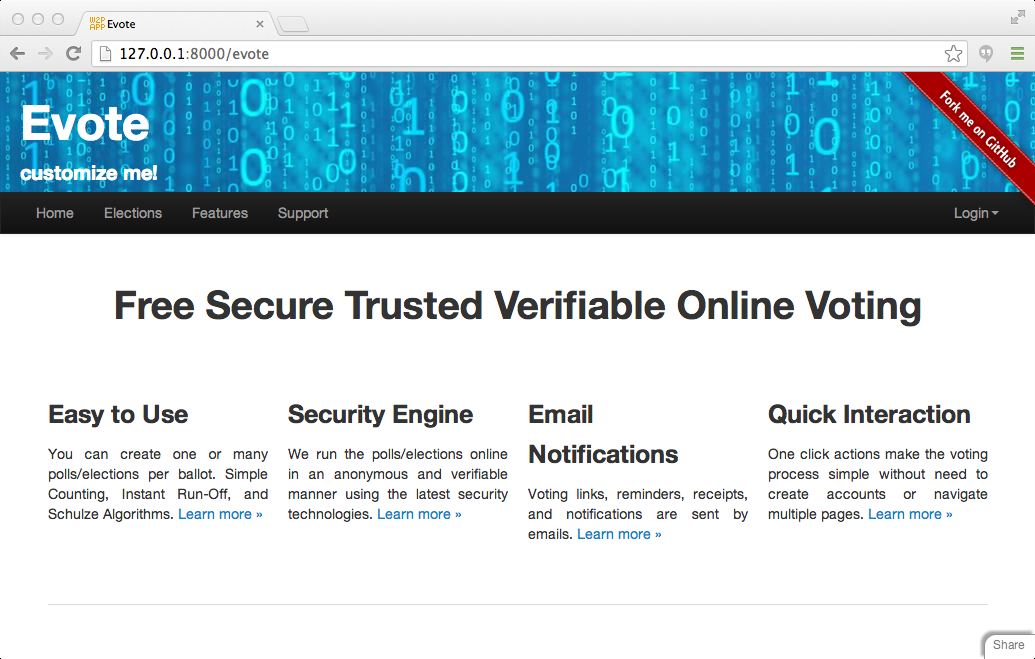 WEP APP Evote
127.0.0.1:8000/evote
Evote
customize me!
Fork me on GitHub
Home Elections Features Support Login
Free Secure Trusted Verifiable Online Voting
Easy to Use
You can create one or many
polls/elections per ballot. Simple
Counting, Instant Run-Off, and
Schulze Algorithms. Learn more »
Security Engine
We run the polls/elections online
in an anonymous and verifiable
manner using the latest security
technologies. Learn more »
Email
Notifications
Voting links, reminders, receipts,
and notifications are sent by
emails. Learn more »
Quick Interaction
One click actions make the voting
process simple without need to
create accounts or navigate
multiple pages. Learn more »
Share